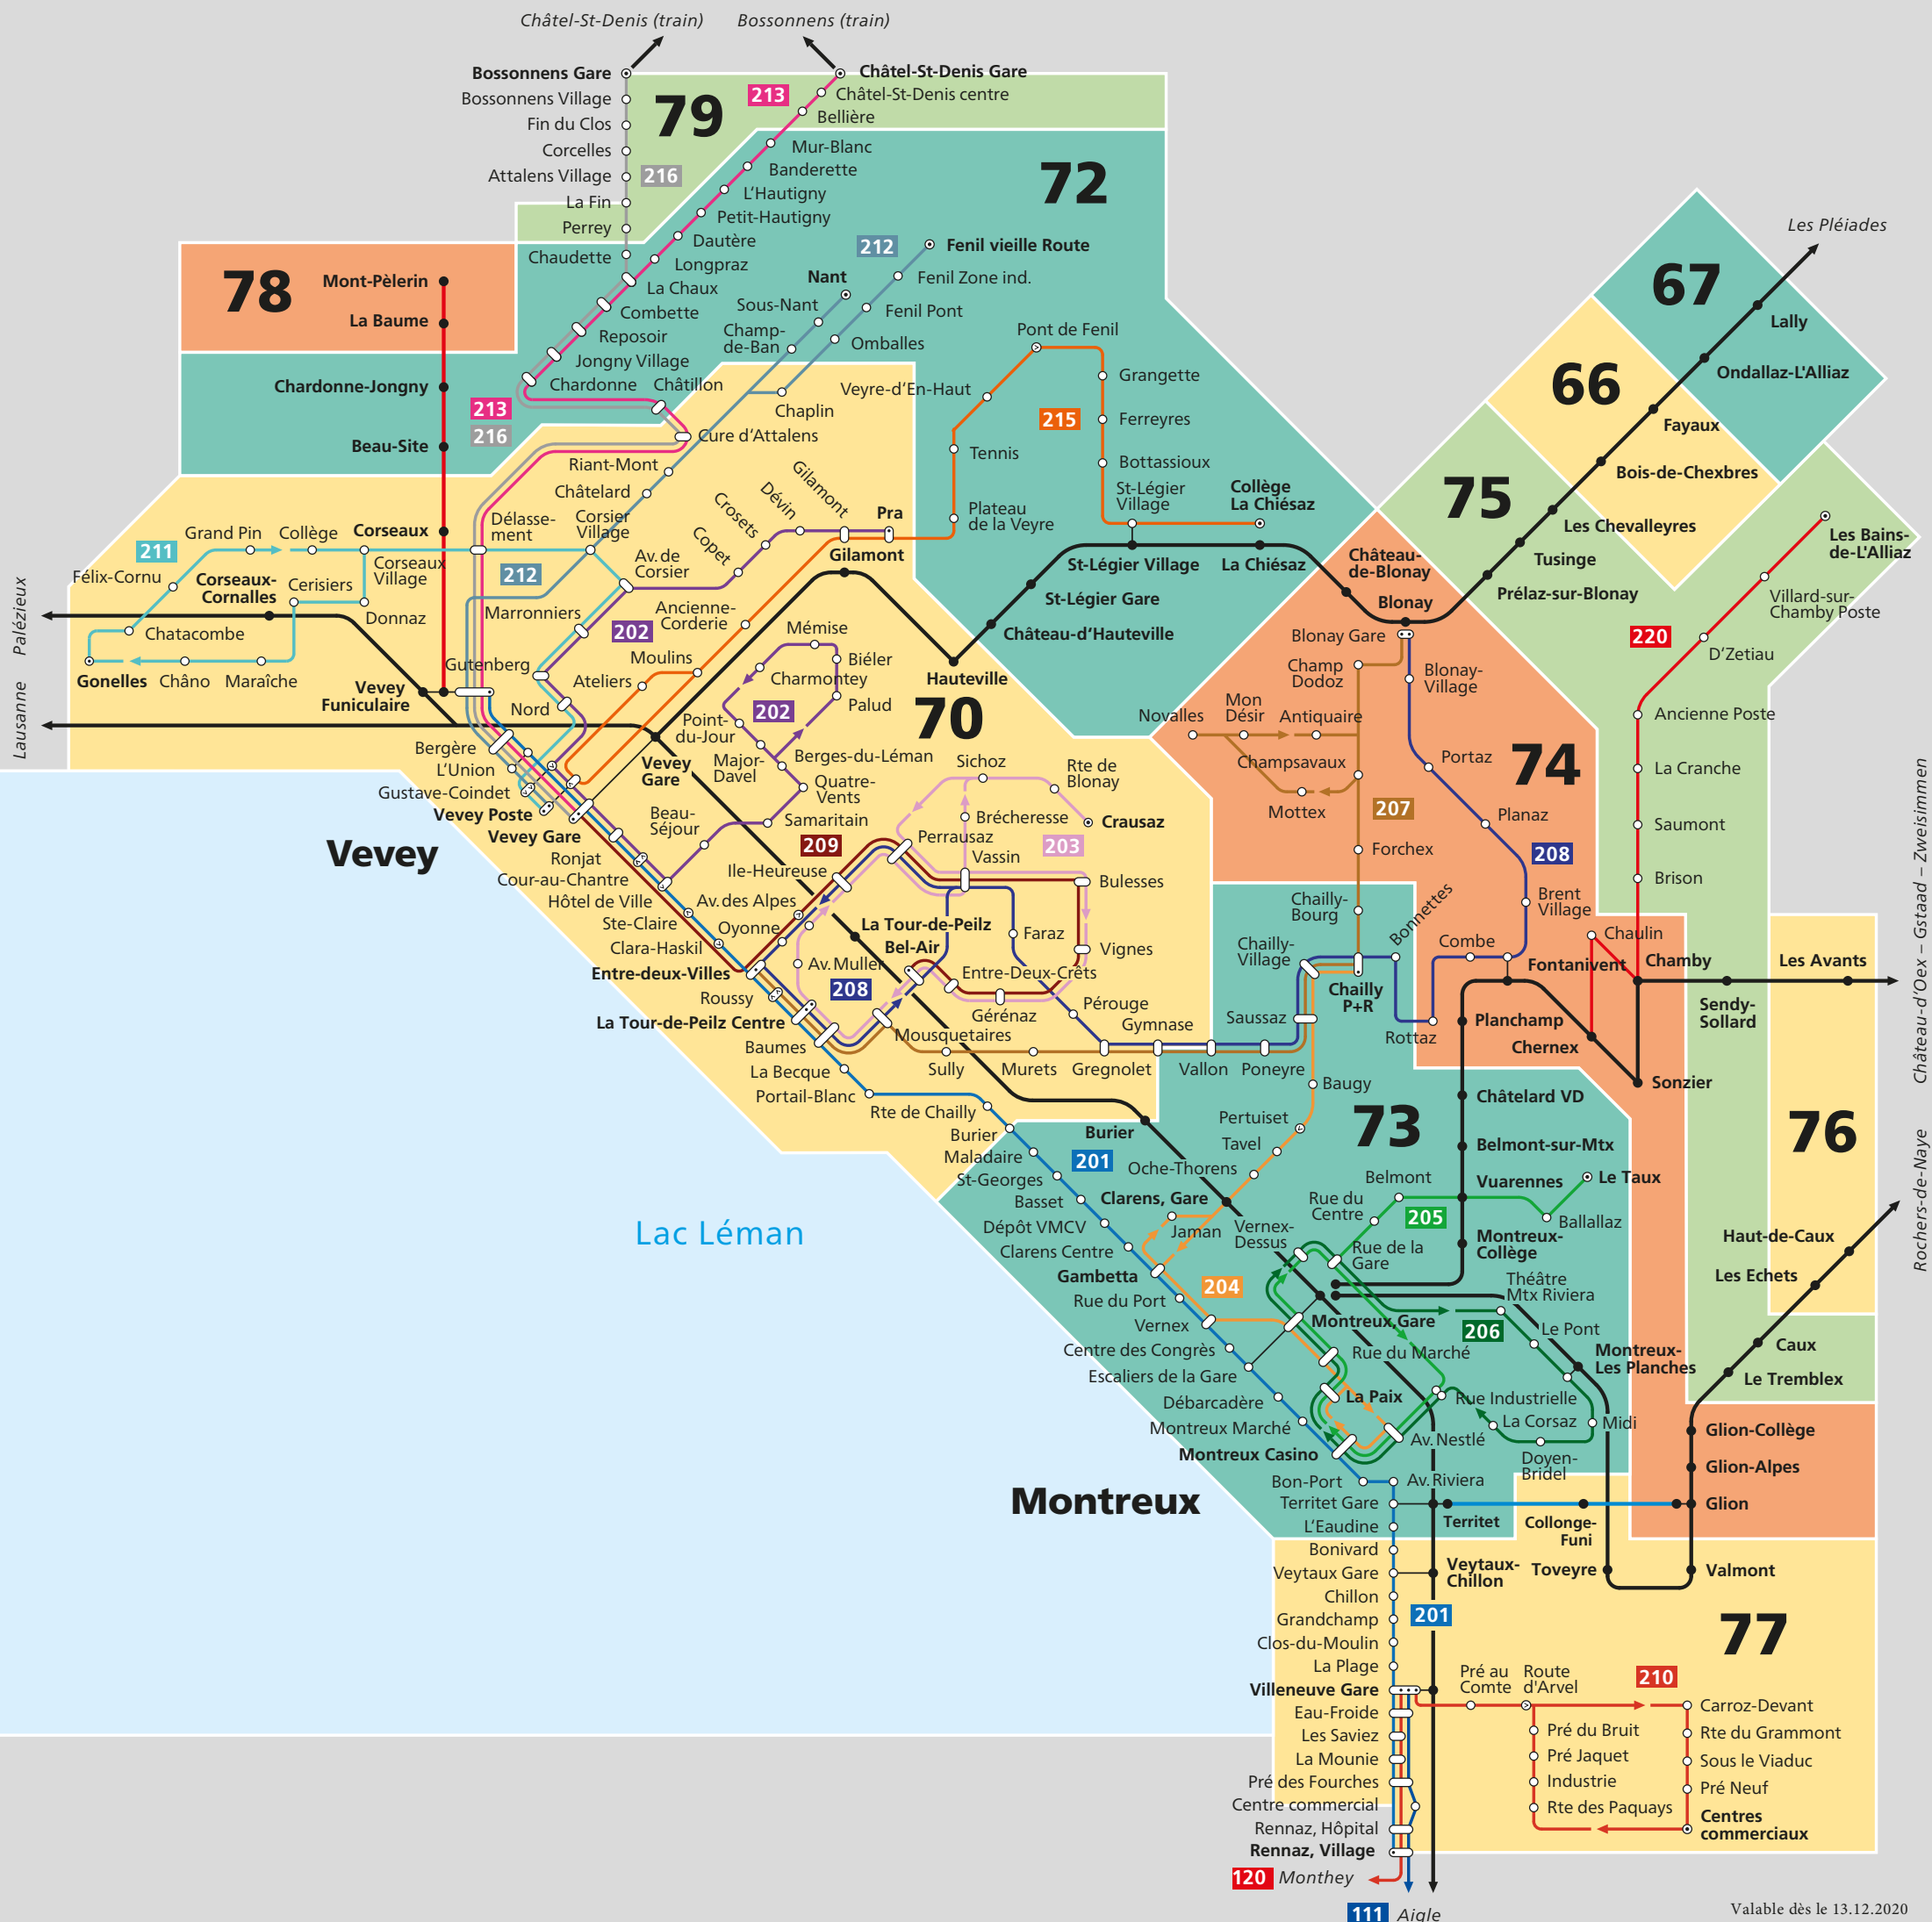 Châtel-St-Denis (train)
Bossonnens (train)
Bossonnens Gare
Bossonnens Village
Fin du Clos
Corcelles
Attalens Village
La Fin
Perrey
Chaudette
79
216
213
Châtel-St-Denis Gare
Châtel-St-Denis centre
Bellière
Mur-Blanc
Banderette
L'Hautigny
Petit-Hautigny
Dautère
Longpraz
La Chaux
Combette
Reposoir
Jongny Village
Chardonne
Châtillon
Cure d'Attalens
72
212
Fenil vieille Route
Fenil Zone ind.
Fenil Pont
Omballes
Nant
Sous-Nant
Champ-
de-Ban
Chaplin
78
Mont-Pèlerin
La Baume
Chardonne-Jongny
Beau-Site
Corseaux
213
216
Riant-Mont
Châtelard
Corsier
Village
Délasse-
ment
Pont de Fenil
Veyre-d'En-Haut
Tennis
Plateau
de la Veyre
215
Grangette
Ferreyres
Bottassioux
St-Légier
Village
Collège
La Chiésaz
St-Légier Village
La Chiésaz
St-Légier Gare
Château-d'Hauteville
Hauteville
Château-
de-Blonay
Blonay
Les Pléiades
67
Lally
Ondallaz-L'Alliaz
66
Fayaux
Bois-de-Chexbres
75
Les Chevalleyres
Tusinge
Prélaz-sur-Blonay
Les Bains-
de-L'Alliaz
Villard-sur-
Chamby Poste
220
D'Zetiau
Ancienne Poste
La Cranche
Saumont
Brison
211
Grand Pin
Collège
Félix-Cornu
Corseaux-
Cornalles
Cerisiers
Corseaux
Village
Donnaz
Chatacombe
Gonelles
Châno
Maraîche
Palézieux
Lausanne
Vevey
Funiculaire
212
Marronniers
202
Gutenberg
Nord
Av. de
Corsier
Copet
Crosets
Dévin
Gilamont
Pra
Gilamont
Ancienne-
Corderie
Moulins
Ateliers
Mémise
Biéler
Charmontey
Palud
202
Point-
du-Jour
Major-
Davel
Berges-du-Léman
Quatre-
Vents
Samaritain
Beau-
Séjour
70
Vevey
Gare
Bergère
L'Union
Gustave-Coindet
Vevey Poste
Vevey Gare
Vevey
Ronjat
Cour-au-Chantre
Hôtel de Ville
Ste-Claire
Clara-Haskil
Entre-deux-Villes
Roussy
La Tour-de-Peilz Centre
Baumes
La Becque
Portail-Blanc
Rte de Chailly
Burier
Maladaire
St-Georges
Basset
Dépôt VMCV
Clarens Centre
Gambetta
Rue du Port
Vernex
Centre des Congrès
Escaliers de la Gare
Débarcadère
Montreux Marché
Montreux Casino
Bon-Port
Territet Gare
L'Eaudine
Bonivard
Veytaux Gare
Chillon
Grandchamp
Clos-du-Moulin
La Plage
Villeneuve Gare
Eau-Froide
Les Saviez
La Mounie
Pré des Fourches
Centre commercial
Rennaz, Hôpital
Rennaz, Village
120 Monthey
111 Aigle
Sichoz
Rte de
Blonay
Brécheresse
Crausaz
Perrausaz
203
Vassin
209
Ile-Heureuse
Av. des Alpes
Oyonne
Av. Muller
208
La Tour-de-Peilz
Bel-Air
Bulesses
Faraz
Vignes
Entre-Deux-Crêts
Gérénaz
Pérouge
Mousquetaires
Sully
Murets
Gregnolet
Gymnase
Vallon
Poneyre
Saussaz
Burier
201
Blonay Gare
Champ
Dodoz
Blonay-
Village
Novalles
Mon
Désir
Antiquaire
Champsavaux
Mottex
207
Portaz
Planaz
74
208
Forchex
Brent
Village
Chailly-
Bourg
Bonnettes
Chailly-
Village
Chailly
P+R
Combe
Rottaz
Fontanivent
Chaulin
Chamby
Les Avants
Sendy-
Sollard
Planchamp
Chernex
Sonzier
Château-d'Oex – Gstaad – Zweisimmen
Châtelard VD
Belmont-sur-Mtx
Vuarennes
Le Taux
Ballallaz
Montreux-
Collège
73
Baugy
Pertuiset
Tavel
Oche-Thorens
Clarens, Gare
Jaman
Vernex-
Dessus
Belmont
Rue du
Centre
205
Rue de la
Gare
204
Montreux,Gare
Rue du Marché
La Paix
Av. Nestlé
Av. Riviera
Théâtre
Mtx Riviera
206
Le Pont
Montreux-
Les Planches
Rue Industrielle
La Corsaz
Midi
Doyen-
Bridel
76
Haut-de-Caux
Les Echets
Caux
Le Tremblex
Glion-Collège
Glion-Alpes
Glion
Rochers-de-Naye
Lac Léman
Montreux
Territet
Collonge-
Funi
Veytaux-
Chillon
Toveyre
Valmont
201
77
Pré au
Comte
Route
d'Arvel
210
Carroz-Devant
Rte du Grammont
Sous le Viaduc
Pré Neuf
Centres
commerciaux
Pré du Bruit
Pré Jaquet
Industrie
Rte des Paquays
Valable dès le 13.12.2020